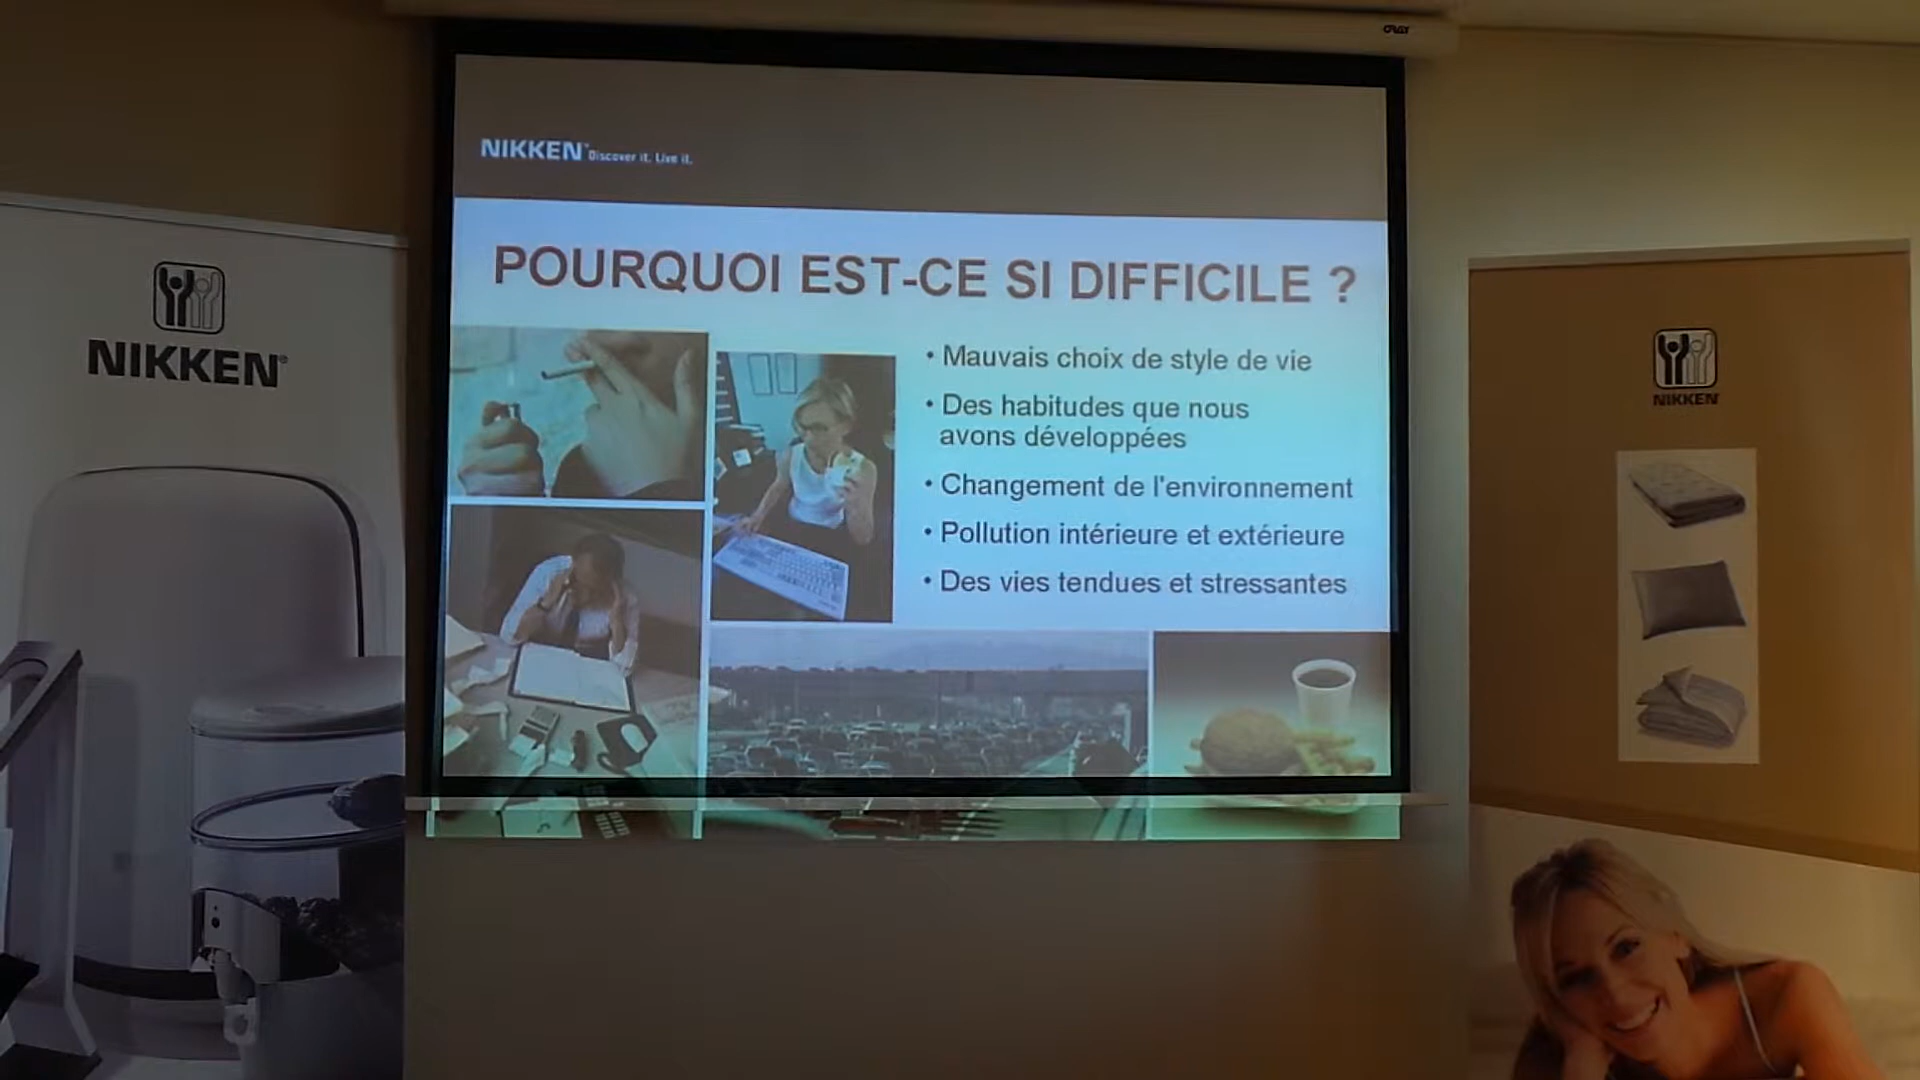 ORAY
NIKKEN Discover it. Live it.
POURQUOI EST-CE SI DIFFICILE ?
• Mauvais choix de style de vie
• Des habitudes que nous
avons développées
• Changement de l'environnement
• Pollution intérieure et extérieure
• Des vies tendues et stressantes
NIKKEN®
NIKKEN